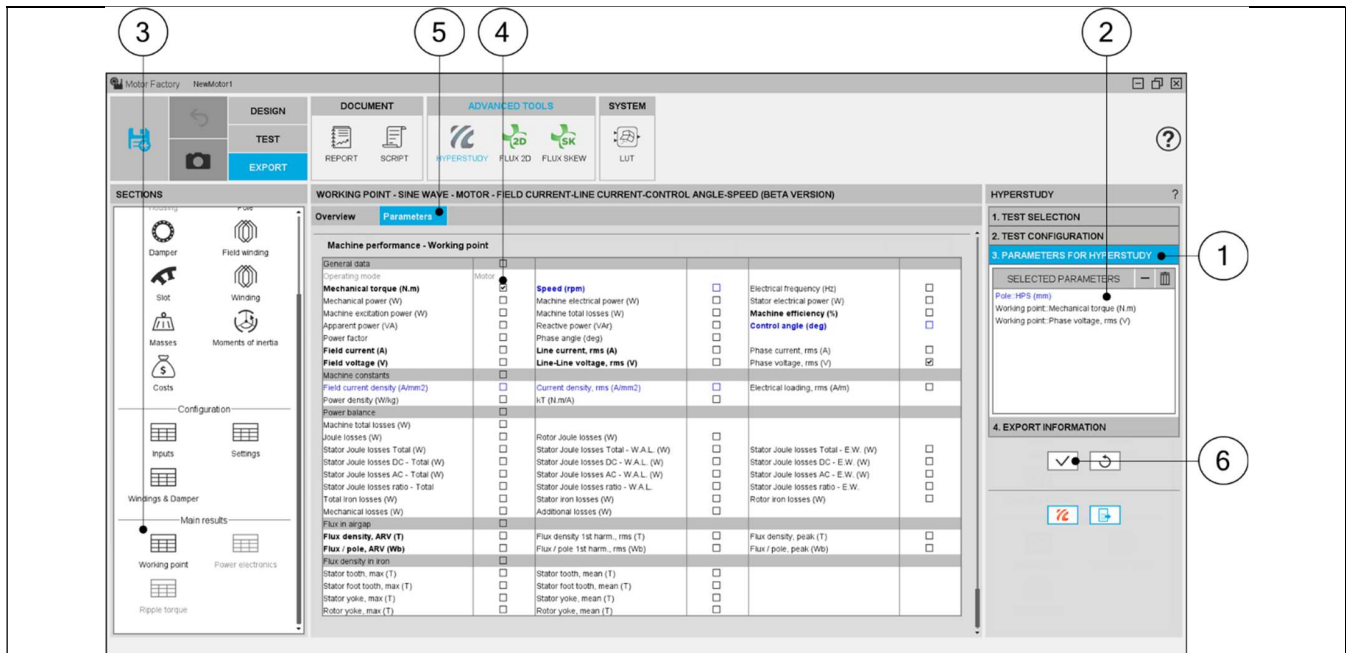 3 5 4 2
Motor Factory NewMotor1
DESIGN
TEST
EXPORT
DOCUMENT ADVANCED TOOLS SYSTEM
2D SK
REPORT SCRIPT HYPERSTUDY FLUX 2D FLUX SKEW LUT
?
SECTIONS
Housing Pole
Damper Field winding
Slot Winding
Masses Moments of inertia
$
Costs
Configuration
Inputs Settings
Windings & Damper
Main results
Working point Power electronics
Ripple torque
WORKING POINT - SINE WAVE - MOTOR - FIELD CURRENT-LINE CURRENT-CONTROL ANGLE-SPEED (BETA VERSION)
Overview Parameters
Machine performance - Working point
General data
Operating mode Motor
Mechanical torque (N.m) Speed (rpm) Electrical frequency (Hz)
Mechanical power (W) Machine electrical power (W) Stator electrical power (W)
Machine excitation power (W) Machine total losses (W) Machine efficiency (%)
Apparent power (VA) Reactive power (VAr) Control angle (deg)
Power factor Phase angle (deg)
Field current (A) Line current, rms (A) Phase current, rms (A)
Field voltage (V) Line-Line voltage, rms (V) Phase voltage, rms (V)
Machine constants
Field current density (A/mm2) Current density, rms (A/mm2) Electrical loading, rms (A/m)
Power density (W/kg) kT (N.m/A)
Power balance
Machine total losses (W)
Joule losses (W) Rotor Joule losses (W)
Stator Joule losses Total (W) Stator Joule losses Total - W.A.L. (W) Stator Joule losses Total - E.W. (W)
Stator Joule losses DC - Total (W) Stator Joule losses DC - W.A.L. (W) Stator Joule losses DC - E.W. (W)
Stator Joule losses AC - Total (W) Stator Joule losses AC - W.A.L. (W) Stator Joule losses AC - E.W. (W)
Stator Joule losses ratio - Total Stator Joule losses ratio - W.A.L. Stator Joule losses ratio - E.W.
Total Iron losses (W) Stator iron losses (W) Rotor iron losses (W)
Mechanical losses (W) Additional losses (W)
Flux in airgap
Flux density, ARV (T) Flux density 1st harm., rms (T) Flux density, peak (T)
Flux / pole, ARV (Wb) Flux / pole 1st harm., rms (Wb) Flux / pole, peak (Wb)
Flux density in iron
Stator tooth, max (T) Stator tooth, mean (T)
Stator foot tooth, max (T) Stator foot tooth, mean (T)
Stator yoke, max (T) Stator yoke, mean (T)
Rotor yoke, max (T) Rotor yoke, mean (T)
HYPERSTUDY ?
1. TEST SELECTION
2. TEST CONFIGURATION
3. PARAMETERS FOR HYPERSTUDY 1
SELECTED PARAMETERS
Pole::HPS (mm)
Working point::Mechanical torque (N.m)
Working point::Phase voltage, rms (V)
4. EXPORT INFORMATION
6